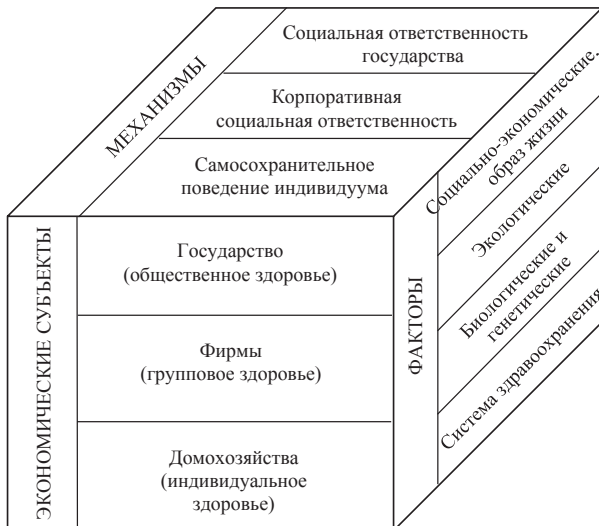 МЕХАНИЗМЫ
Социальная ответственность
государства
Корпоративная
социальная ответственность
Самосохранительное
поведение индивидуума
ЭКОНОМИЧЕСКИЕ СУБЪЕКТЫ
Государство
(общественное здоровье)
Фирмы
(групповое здоровье)
Домохозяйства
(индивидуальное
здоровье)
ФАКТОРЫ
Социально-экономические,
образ жизни
Экологические
Биологические и
генетические
Система здравоохранения